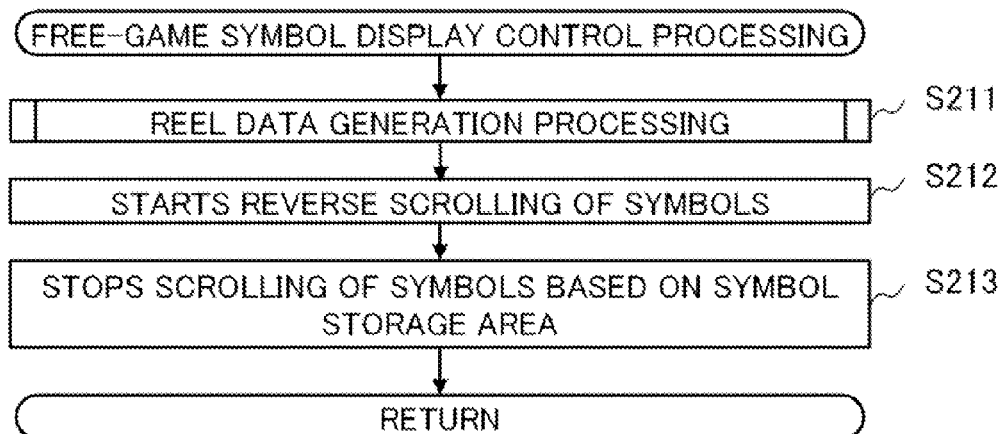 FREE-GAME SYMBOL DISPLAY CONTROL PROCESSING
REEL DATA GENERATION PROCESSING
S211
STARTS REVERSE SCROLLING OF SYMBOLS
S212
STOPS SCROLLING OF SYMBOLS BASED ON SYMBOL
STORAGE AREA
S213
RETURN